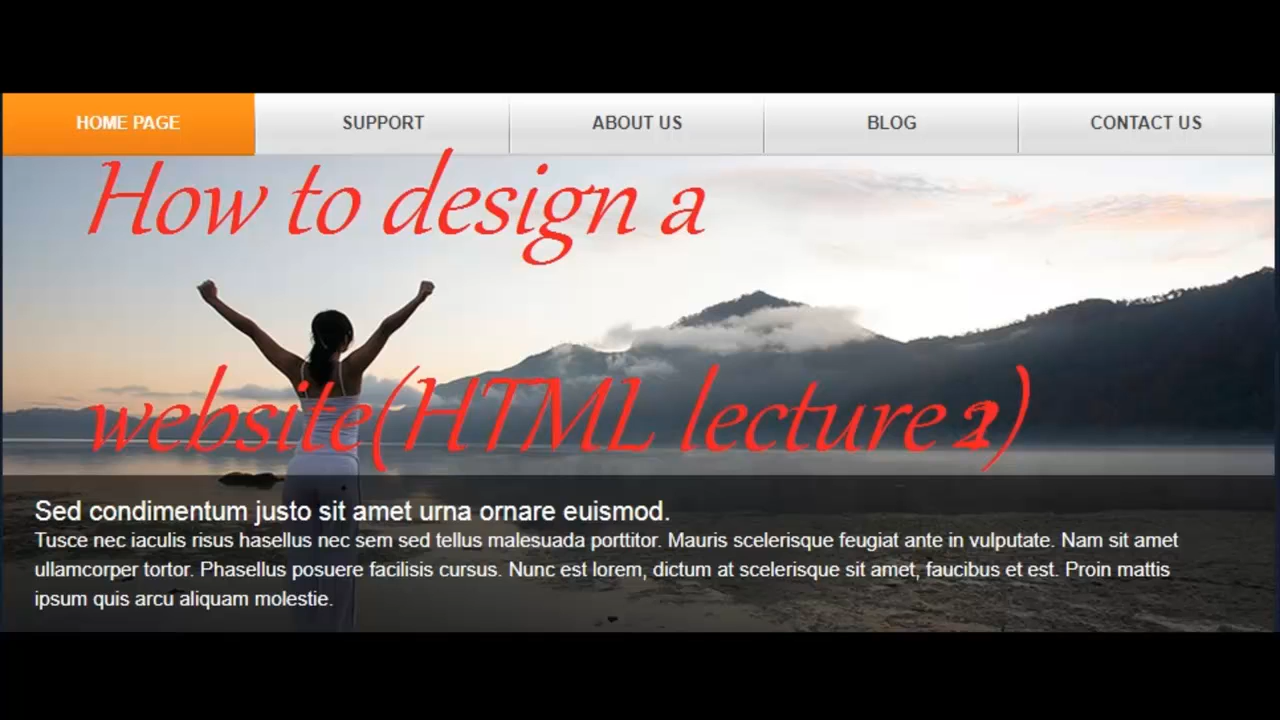 HOME PAGE SUPPORT ABOUT US BLOG CONTACT US
How to design a
website(HTML lecture 2)
Sed condimentum justo sit amet urna ornare euismod.
Tusce nec iaculis risus hasellus nec sem sed tellus malesuada porttitor. Mauris scelerisque feugiat ante in vulputate. Nam sit amet
ullamcorper tortor. Phasellus posuere facilisis cursus. Nunc est lorem, dictum at scelerisque sit amet, faucibus et est. Proin mattis
ipsum quis arcu aliquam molestie.